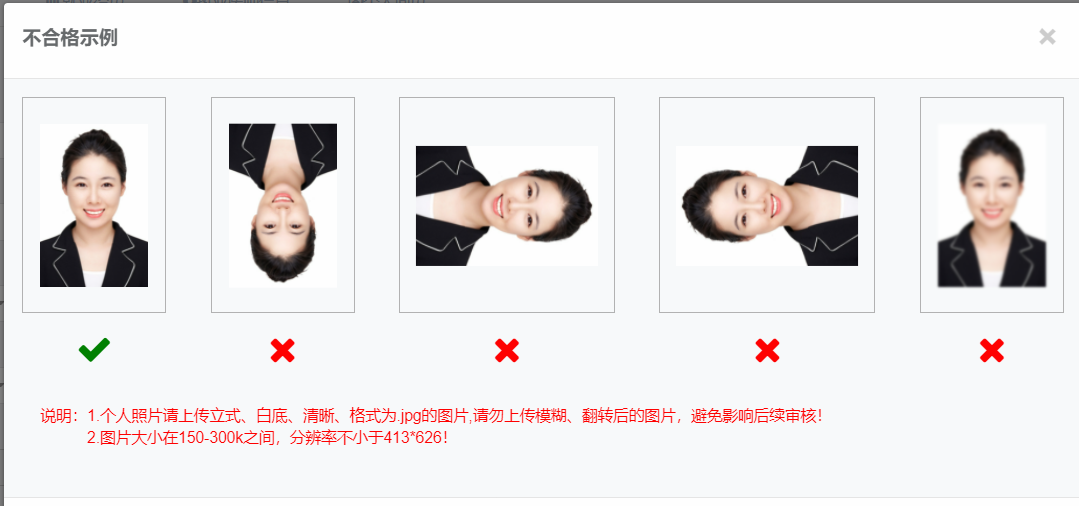 不合格示例
说明：1.个人照片请上传立式、白底、清晰、格式为.jpg的图片,请勿上传模糊、翻转后的图片，避免影响后续审核！
2.图片大小在150-300k之间，分辨率不小于413*626！